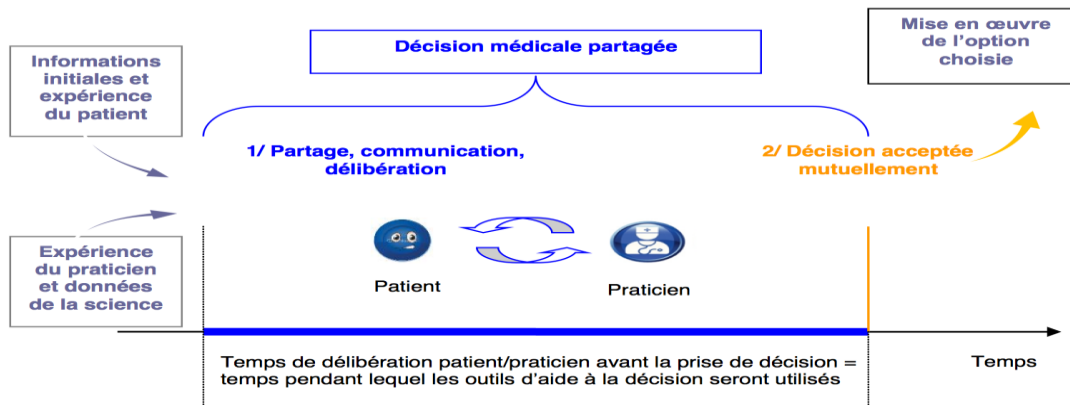 Décision médicale partagée
Mise en œuvre
de l'option
choisie
Informations
initiales et
expérience
du patient
1/ Partage, communication,
délibération
2/ Décision acceptée
mutuellement
Expérience
du praticien
et données
de la science
Patient
Praticien
Temps de délibération patient/praticien avant la prise de décision =
temps pendant lequel les outils d'aide à la décision seront utilisés
Temps